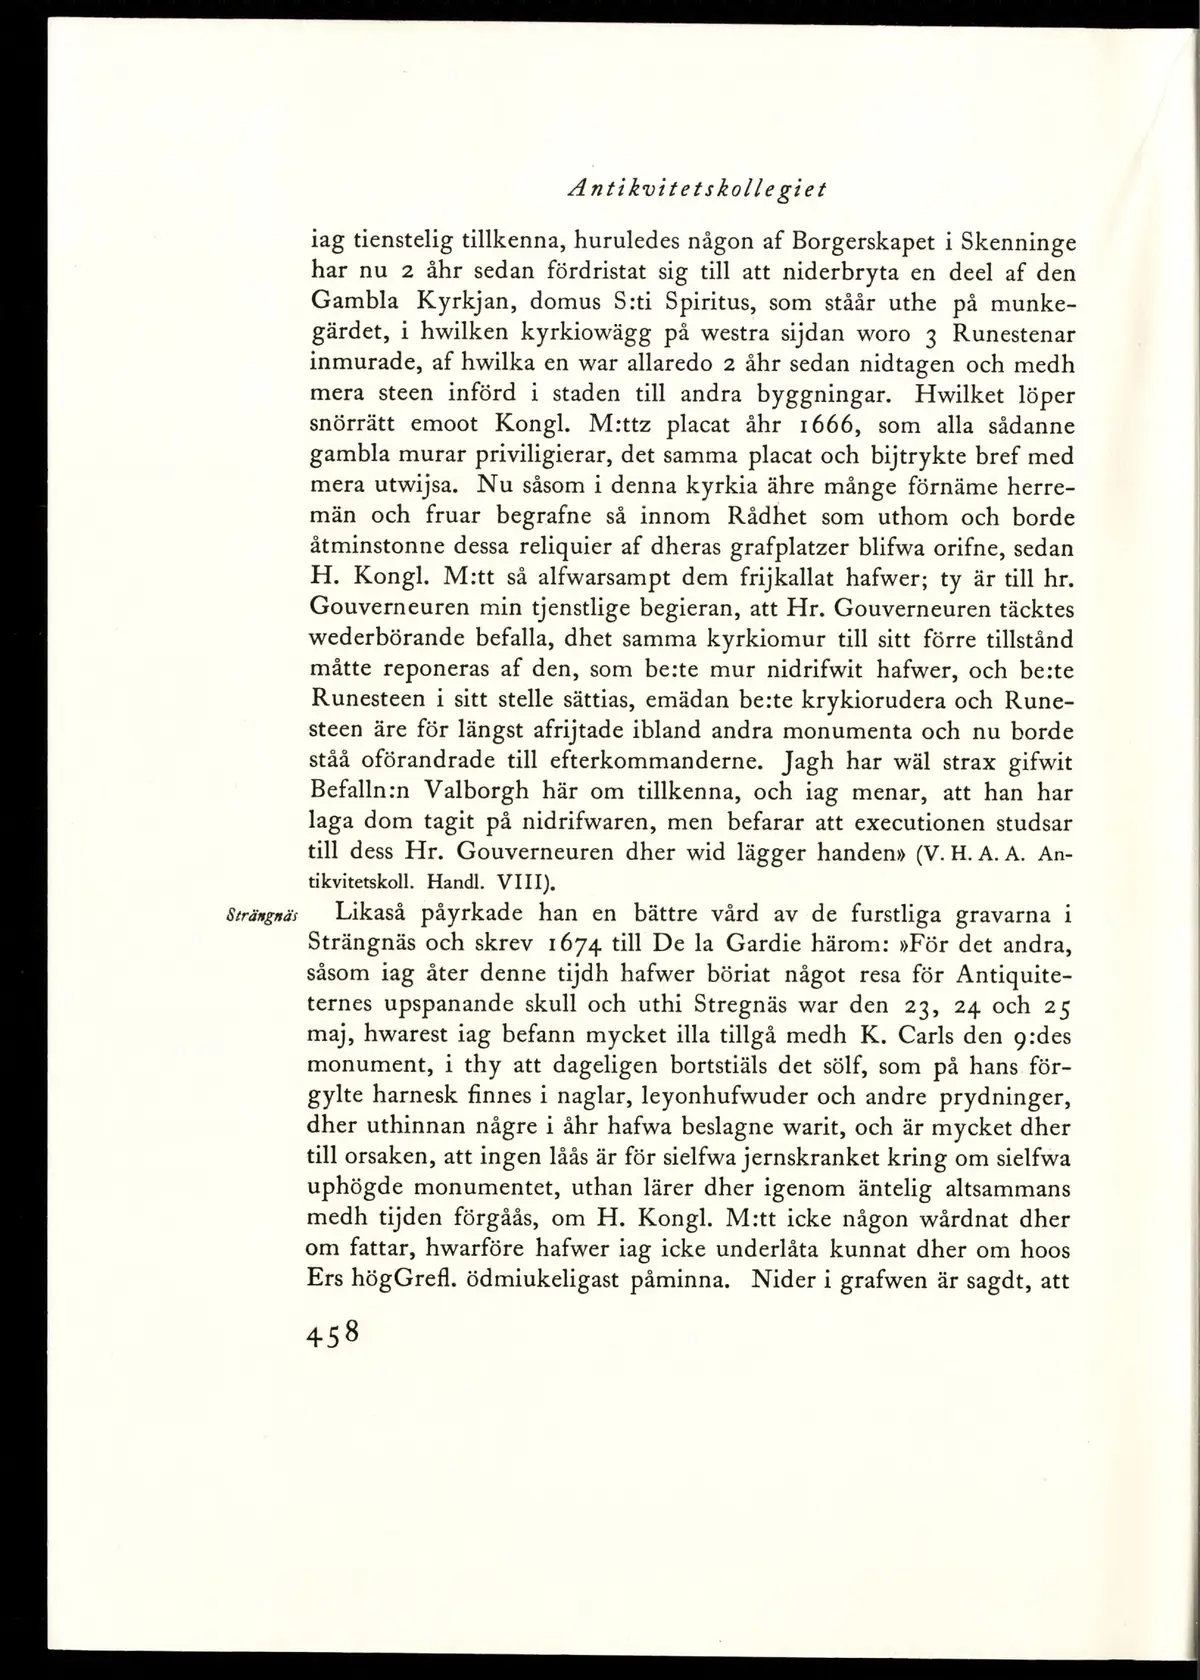 Antikvitetskollegiet
iag tienstelig tillkenna, huruledes någon af Borgerskapet i Skenninge
har nu 2 åhr sedan fördristat sig till att niderbryta en deel af den
Gambla Kyrkjan, domus S:ti Spiritus, som ståår uthe på munke-
gärdet, i hwilken kyrkiowägg på westra sijdan woro 3 Runestenar
inmurade, af hwilka en war allaredo 2 åhr sedan nidtagen och medh
mera steen införd i staden till andra byggningar. Hwilket löper
snörrätt emoot Kongl. M:ttz placat åhr 1666, som alla sådanne
gambla murar priviligierar, det samma placat och bijtrykte bref med
mera utwijsa. Nu såsom i denna kyrkia ähre månge förnäme herre-
män och fruar begrafne så innom Rådhet som uthom och borde
åtminstonne dessa reliquier af dheras grafplatzer blifwa orifne, sedan
H. Kongl. M:tt så alfwarsampt dem frijkallat hafwer; ty är till hr.
Gouverneuren min tjenstlige begieran, att Hr. Gouverneuren täcktes
wederbörande befalla, dhet samma kyrkiomur till sitt förre tillstånd
måtte reponeras af den, som be:te mur nidrifwit hafwer, och be:te
Runesteen i sitt stelle sättias, emädan be:te krykiorudera och Rune-
steen äre för längst afrijtade ibland andra monumenta och nu borde
ståå oförandrade till efterkommanderne. Jagh har wäl strax gifwit
Befalln:n Valborgh här om tillkenna, och iag menar, att han har
laga dom tagit på nidrifwaren, men befarar att executionen studsar
till dess Hr. Gouverneuren dher wid lägger handen» (V. H. A. A. An-
tikvitetskoll. Handl. VIII).
Strängnäs Likaså påyrkade han en bättre vård av de furstliga gravarna i
Strängnäs och skrev 1674 till De la Gardie härom: »För det andra,
såsom iag åter denne tijdh hafwer böriat något resa för Antiquite-
ternes upspanande skull och uthi Stregnäs war den 23, 24 och 25
maj, hwarest iag befann mycket illa tillgå medh K. Carls den 9:des
monument, i thy att dageligen bortstiäls det sölf, som på hans för-
gylte harnesk finnes i naglar, leyonhufwuder och andre prydninger,
dher uthinnan någre i åhr hafwa beslagne warit, och är mycket dher
till orsaken, att ingen låås är för sielfwa jernskranket kring om sielfwa
uphögde monumentet, uthan lärer dher igenom äntelig altsammans
medh tijden förgåås, om H. Kongl. M:tt icke någon wårdnat dher
om fattar, hwarföre hafwer iag icke underlåta kunnat dher om hoos
Ers högGrefl. ödmiukeligast påminna. Nider i grafwen är sagdt, att
458